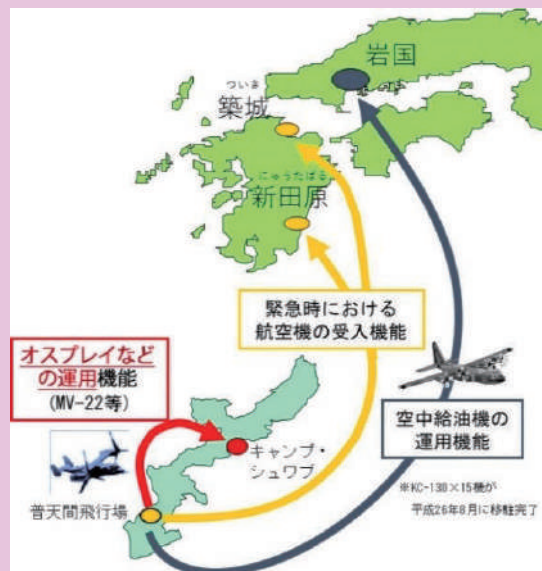 岩国
ついき
築城
にゅうたばる
新田原
緊急時における
航空機の受入機能
オスプレイなど
の運用機能
(MV-22等)
キャンプ・
シュワブ
空中給油機の
運用機能
普天間飛行場
※KC-130×15機が
平成26年8月に移駐完了